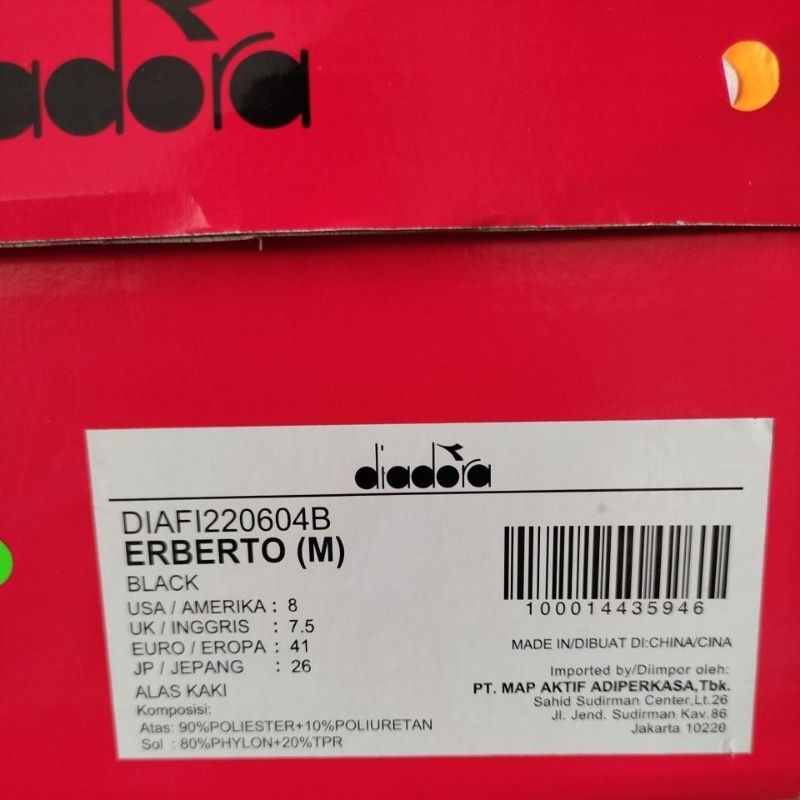 diadora
diadora
DIAFI220604B
ERBERTO (M)
BLACK
USA / AMERIKA : 8
UK / INGGRIS : 7.5
EURO / EROPA : 41
JP / JEPANG : 26
ALAS KAKI
Komposisi:
Atas: 90%POLIESTER+10%POLIURETAN
Sol : 80%PHYLON+20%TPR
100014435946
MADE IN/DIBUAT DI:CHINA/CINA
Imported by/Diimpor oleh:
PT. MAP AKTIF ADIPERKASA,Tbk.
Sahid Sudirman Center,Lt.26
Jl. Jend. Sudirman Kav.86
Jakarta 10220